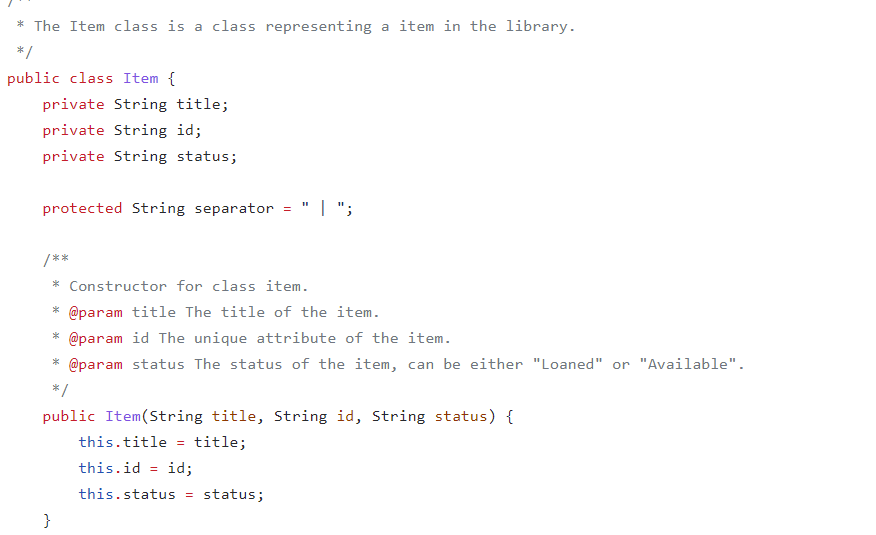 /**
* The Item class is a class representing a item in the library.
*/
public class Item {
private String title;
private String id;
private String status;
protected String separator = " | ";
/**
* Constructor for class item.
* @param title The title of the item.
* @param id The unique attribute of the item.
* @param status The status of the item, can be either "Loaned" or "Available".
*/
public Item(String title, String id, String status) {
this.title = title;
this.id = id;
this.status = status;
}